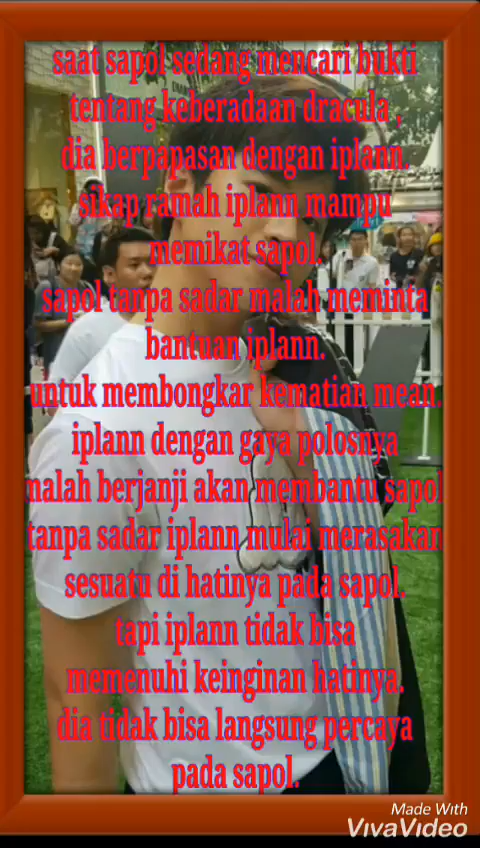 saat sapol sedang mencari bukti
tentang keberadaan dracula ,
dia berpapasan dengan iplann.
sikap ramah iplann mampu
memikat sapol.
sapol tanpa sadar malah meminta
bantuan iplann.
untuk membongkar kematian mean.
iplann dengan gaya polosnya
malah berjanji akan membantu sapol
tanpa sadar iplann mulai merasakan
sesuatu di hatinya pada sapol.
tapi iplann tidak bisa
memenuhi keinginan hatinya.
dia tidak bisa langsung percaya
pada sapol.
Made With
VivaVideo